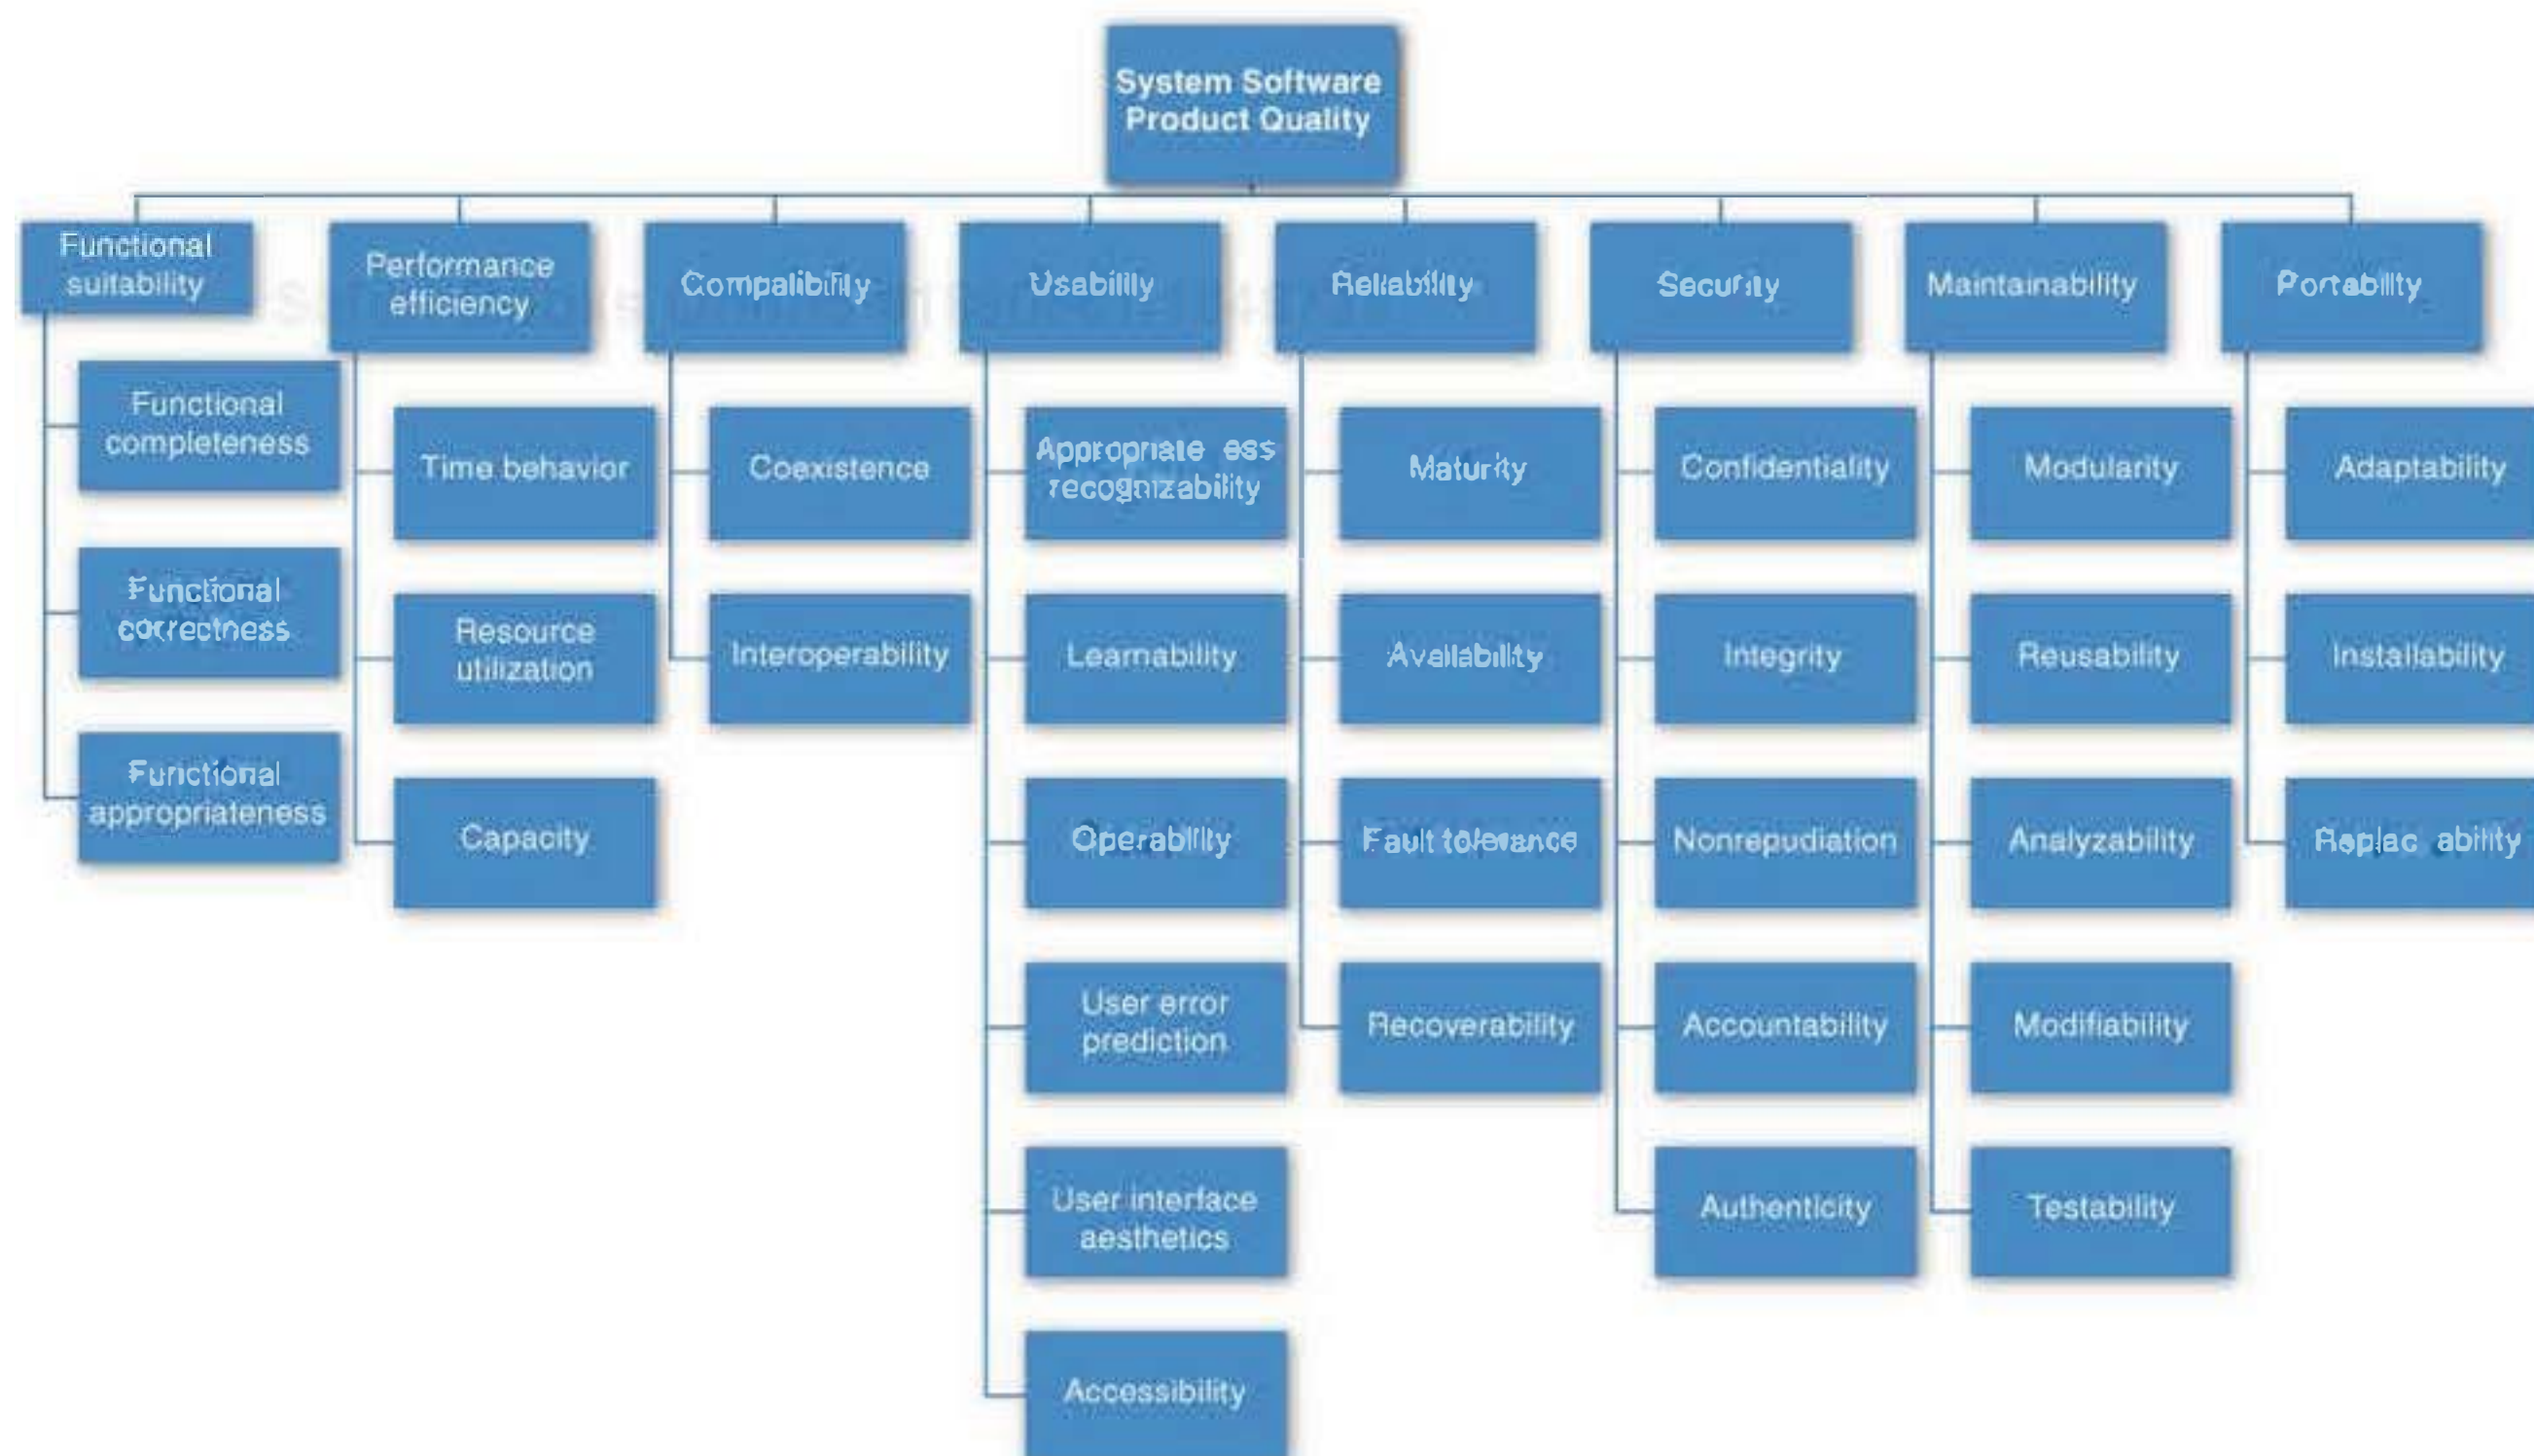 System Software
Product Quality
Functional
suitability
Performance
efficiency
Compatibility
Usability
Reliability
Security
Maintainability
Portability
Functional
completeness
Functional
correctness
Functional
appropriateness
Time behavior
Resource
utilization
Capacity
Coexistence
Interoperability
recognizability
Learnability
Operability
User error
prediction
User interface
aesthetics
Accessibility
Maturity
Availability
Fault tolerance
Recoverability
Confidentiality
Integrity
Nonrepudiation
Accountability
Authenticity
Modularity
Reusability
Analyzability
Modifiability
Testability
Adaptability
Installability